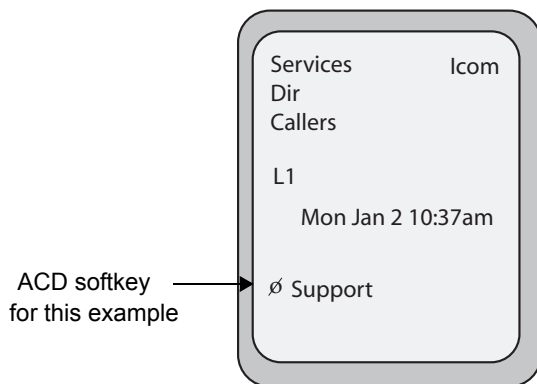 Services Icom
Dir
Callers
L1
Mon Jan 2 10:37am
ACD softkey
for this example
ø Support